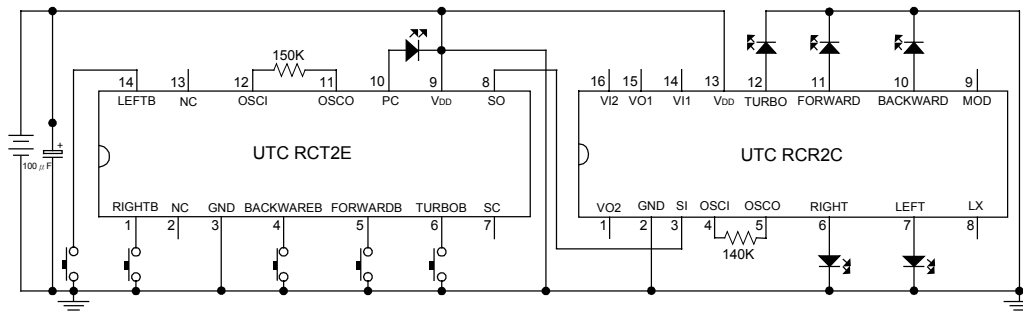 150K
14 13 12 11 10 9 8
LEFTB NC OSCI OSCO PC VDD SO
UTC RCT2E
RIGHTB NC GND BACKWAREB FORWARDB TURBOB SC
1 2 3 4 5 6 7
+
100μF
16 15 14 13 12 11 10 9
VI2 VO1 VI1 VDD TURBO FORWARD BACKWARD MOD
UTC RCR2C
VO2 GND SI OSCI OSCO RIGHT LEFT LX
1 2 3 4 5 6 7 8
140K